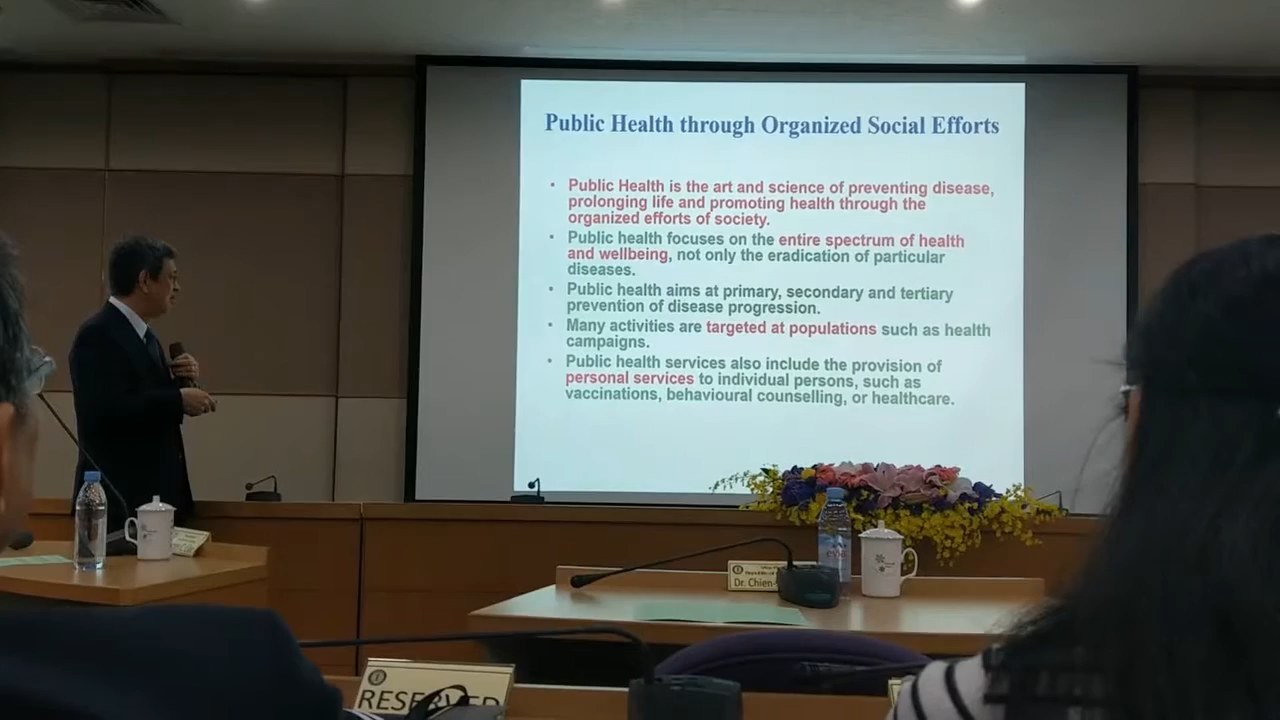 Public Health through Organized Social Efforts
• Public Health is the art and science of preventing disease,
prolonging life and promoting health through the
organized efforts of society.
• Public health focuses on the entire spectrum of health
and wellbeing, not only the eradication of particular
diseases.
• Public health aims at primary, secondary and tertiary
prevention of disease progression.
• Many activities are targeted at populations such as health
campaigns.
• Public health services also include the provision of
personal services to individual persons, such as
vaccinations, behavioural counselling, or healthcare.
Dr. Chien-
RESERVED